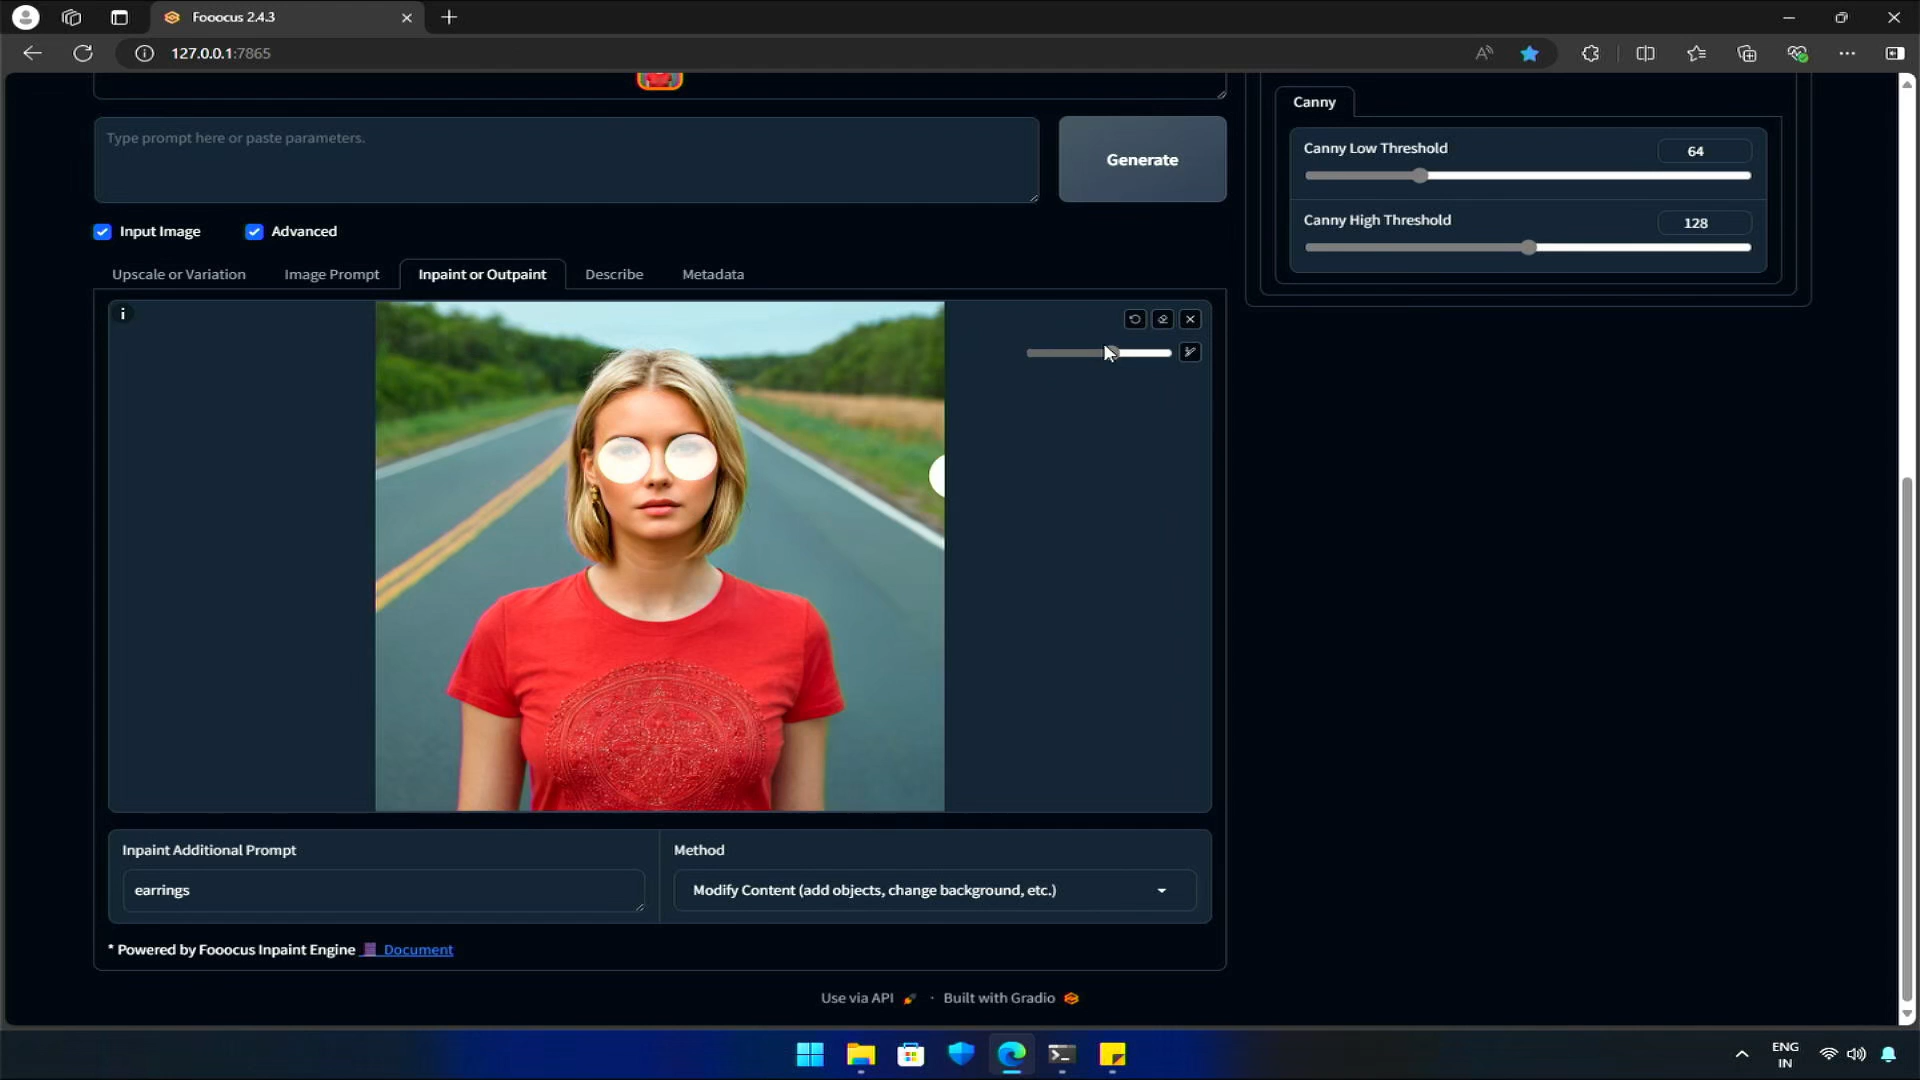 Fooocus 2.4.3
127.0.0.1:7865
Canny
Type prompt here or paste parameters.
Generate
Canny Low Threshold
64
Canny High Threshold
128
Input Image
Advanced
Upscale or Variation
Image Prompt
Inpaint or Outpaint
Describe
Metadata
i
Inpaint Additional Prompt
earrings
Method
Modify Content (add objects, change background, etc.)
* Powered by Fooocus Inpaint Engine Document
Use via API · Built with Gradio
ENG
IN